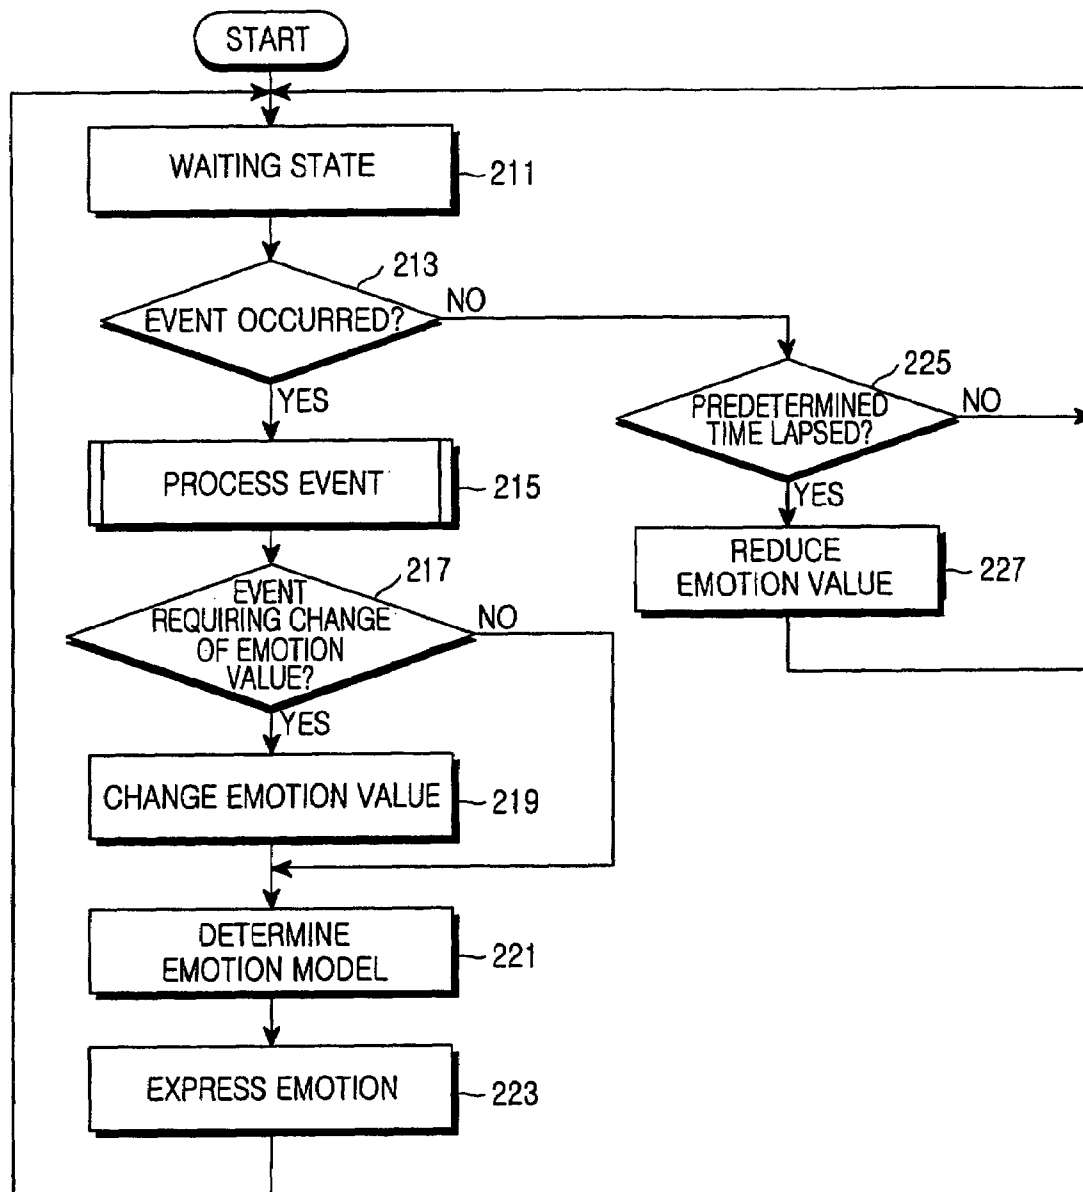 START
WAITING STATE
211
213
EVENT OCCURRED?
NO
YES
225
PREDETERMINED
TIME LAPSED?
NO
YES
PROCESS EVENT
215
REDUCE
EMOTION VALUE
227
217
EVENT
REQUIRING CHANGE
OF EMOTION
VALUE?
NO
YES
CHANGE EMOTION VALUE
219
DETERMINE
EMOTION MODEL
221
EXPRESS EMOTION
223